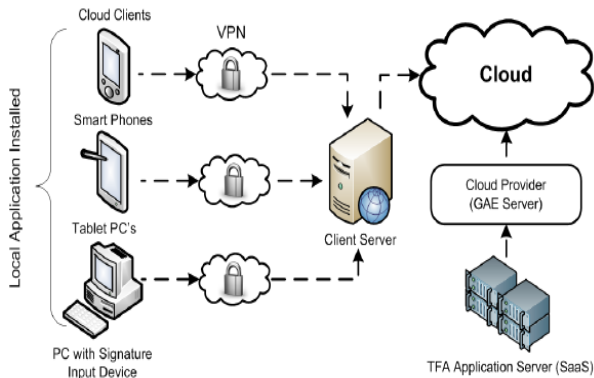 Cloud Clients
VPN
Cloud
Smart Phones
Local Application Installed
Cloud Provider
(GAE Server)
Tablet PC's
Client Server
PC with Signature
Input Device
TFA Application Server (SaaS)